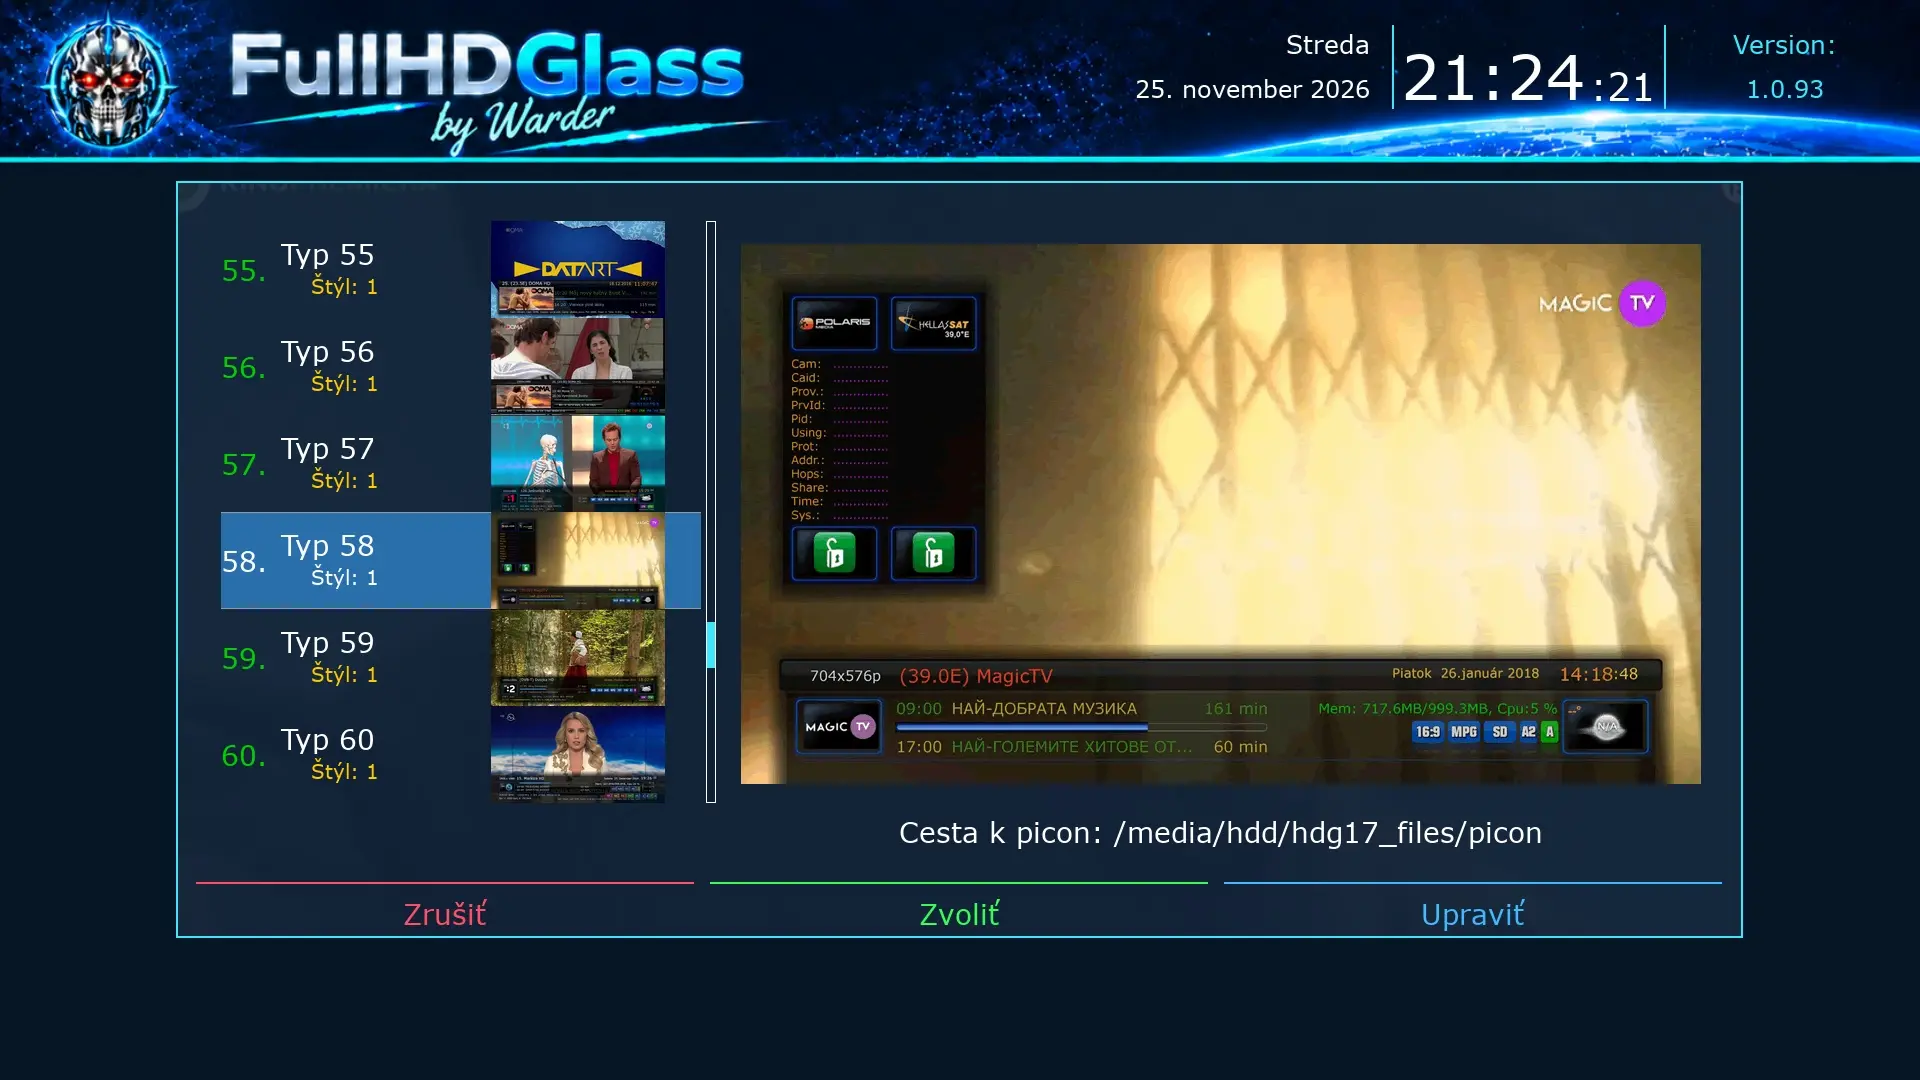 FullHDGlass
by Warder
Streda
25. november 2026
21:24:21
Version:
1.0.93
55.
Typ 55
Štýl: 1
56.
Typ 56
Štýl: 1
57.
Typ 57
Štýl: 1
58.
Typ 58
Štýl: 1
59.
Typ 59
Štýl: 1
60.
Typ 60
Štýl: 1
DATART
MAGIC TV
POLARIS
MEDIA
HELLASSAT
39,0°E
Cam:
Caid:
Prov.:
PrvId:
Pid:
Using:
Prot:
Addr.:
Hops:
Share:
Time:
Sys.:
704x576p
(39.0E) MagicTV
Piatok 26.január 2018
14:18:48
MAGIC TV
09:00 НАЙ-ДОБРАТА МУЗИКА 161 min
17:00 НАЙ-ГОЛЕМИТЕ ХИТОВЕ ОТ... 60 min
Mem: 717.6MB/999.3MB, Cpu:5 %
16:9 MPG SD A2 A
N/A
Cesta k picon: /media/hdd/hdg17_files/picon
Zrušiť
Zvoliť
Upraviť